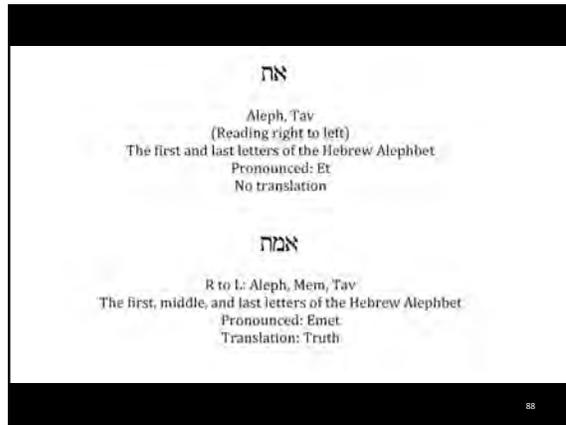 את
Aleph, Tav
(Reading right to left)
The first and last letters of the Hebrew Alephbet
Pronounced: Et
No translation
אמת
R to L: Aleph, Mem, Tav
The first, middle, and last letters of the Hebrew Alephbet
Pronounced: Emet
Translation: Truth
88